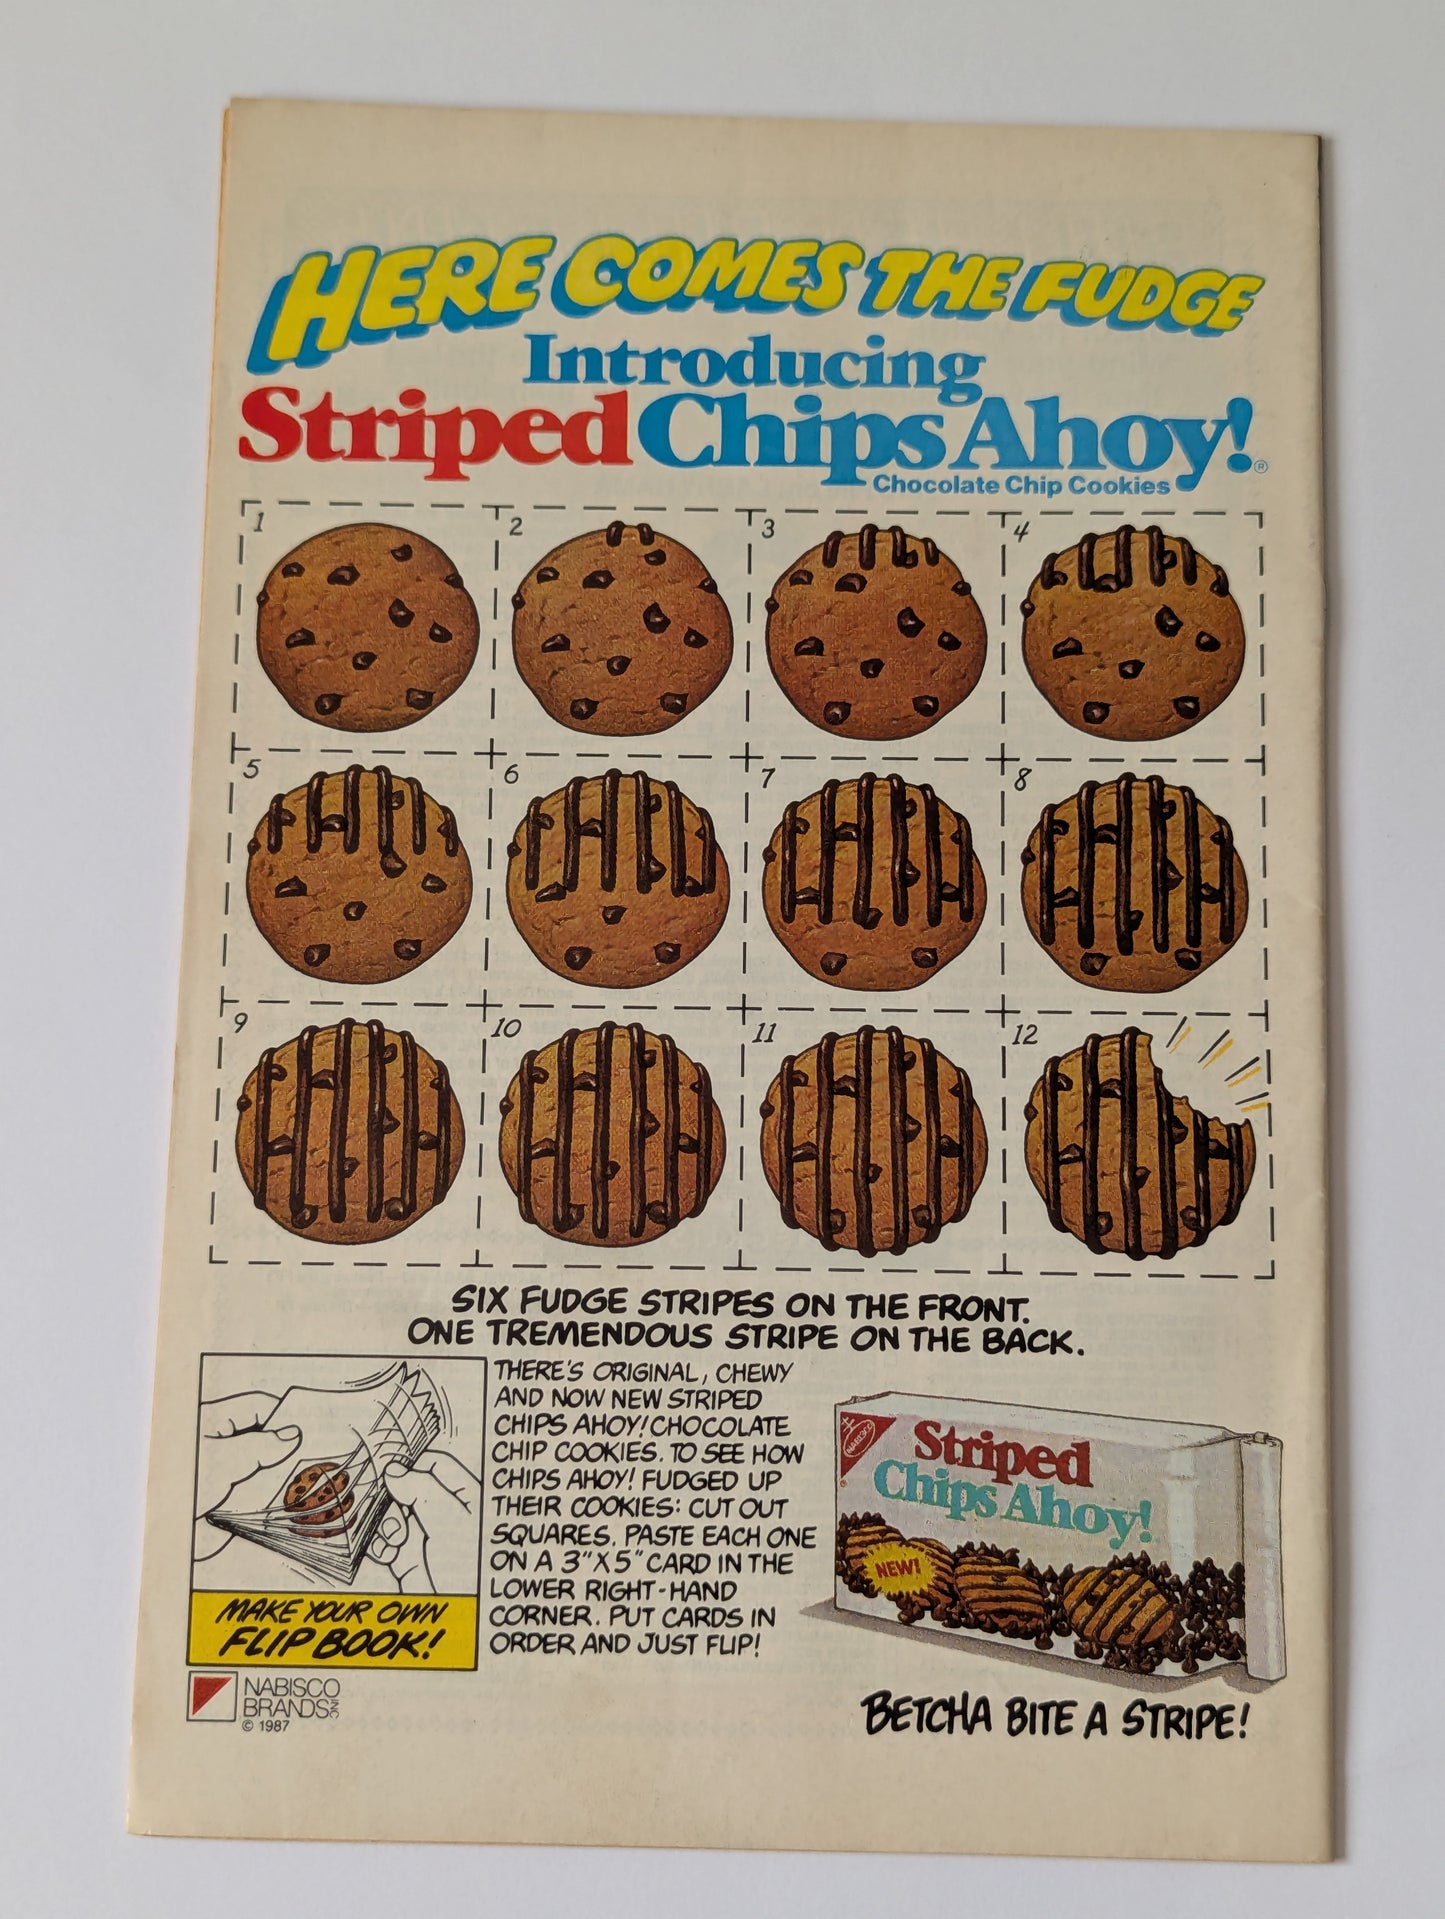 HERE COMES THE FUDGE
Introducing
Striped Chips Ahoy!®
Chocolate Chip Cookies
1
2
3
4
5
6
7
8
9
10
11
12
SIX FUDGE STRIPES ON THE FRONT.
ONE TREMENDOUS STRIPE ON THE BACK.
THERE'S ORIGINAL, CHEWY
AND NOW NEW STRIPED
CHIPS AHOY! CHOCOLATE
CHIP COOKIES. TO SEE HOW
CHIPS AHOY! FUDGED UP
THEIR COOKIES: CUT OUT
SQUARES. PASTE EACH ONE
ON A 3"X5" CARD IN THE
LOWER RIGHT-HAND
CORNER. PUT CARDS IN
ORDER AND JUST FLIP!
MAKE YOUR OWN
FLIP BOOK!
NABISCO
Striped
Chips Ahoy!
NEW!
NABISCO
BRANDS INC
© 1987
BETCHA BITE A STRIPE!